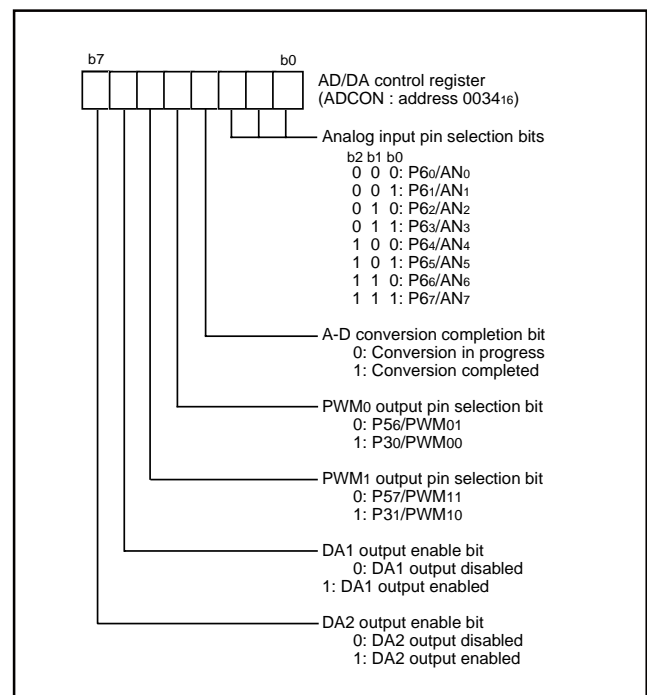 b7 b0
AD/DA control register
(ADCON : address 003416)
Analog input pin selection bits
b2 b1 b0
0 0 0: P60/AN0
0 0 1: P61/AN1
0 1 0: P62/AN2
0 1 1: P63/AN3
1 0 0: P64/AN4
1 0 1: P65/AN5
1 1 0: P66/AN6
1 1 1: P67/AN7
A-D conversion completion bit
0: Conversion in progress
1: Conversion completed
PWM0 output pin selection bit
0: P56/PWM01
1: P30/PWM00
PWM1 output pin selection bit
0: P57/PWM11
1: P31/PWM10
DA1 output enable bit
0: DA1 output disabled
1: DA1 output enabled
DA2 output enable bit
0: DA2 output disabled
1: DA2 output enabled